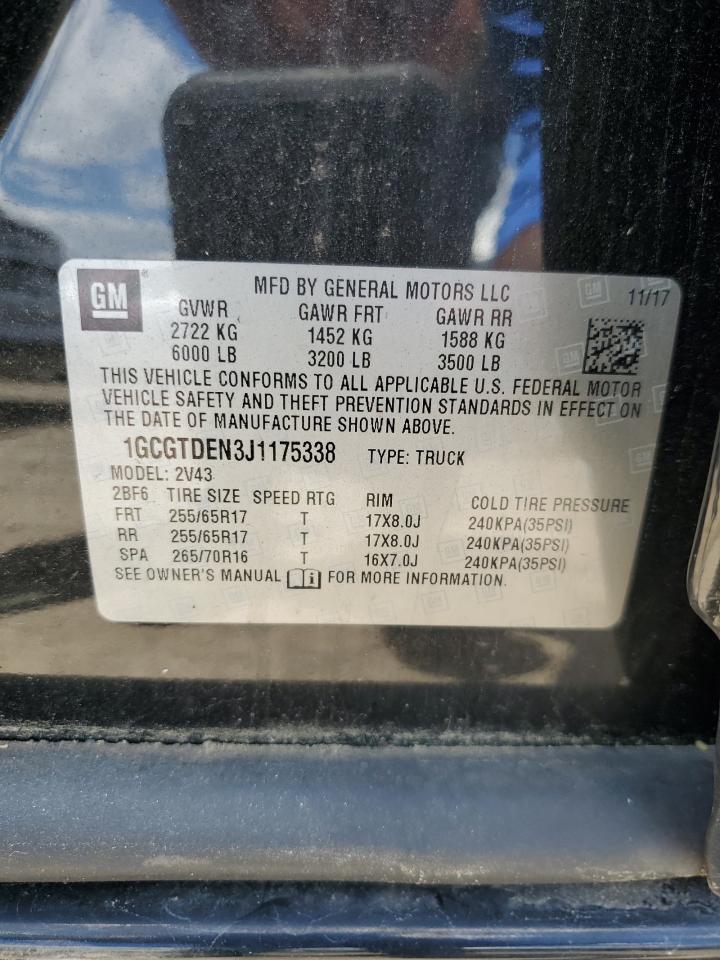 GM
MFD BY GENERAL MOTORS LLC 11/17
GVWR GAWR FRT GAWR RR
2722 KG 1452 KG 1588 KG
6000 LB 3200 LB 3500 LB
THIS VEHICLE CONFORMS TO ALL APPLICABLE U.S. FEDERAL MOTOR
VEHICLE SAFETY AND THEFT PREVENTION STANDARDS IN EFFECT ON
THE DATE OF MANUFACTURE SHOWN ABOVE.
1GCGTDEN3J1175338 TYPE: TRUCK
MODEL: 2V43
2BF6 TIRE SIZE SPEED RTG RIM COLD TIRE PRESSURE
FRT 255/65R17 T 17X8.0J 240KPA(35PSI)
RR 255/65R17 T 17X8.0J 240KPA(35PSI)
SPA 265/70R16 T 16X7.0J 240KPA(35PSI)
SEE OWNER'S MANUAL FOR MORE INFORMATION.